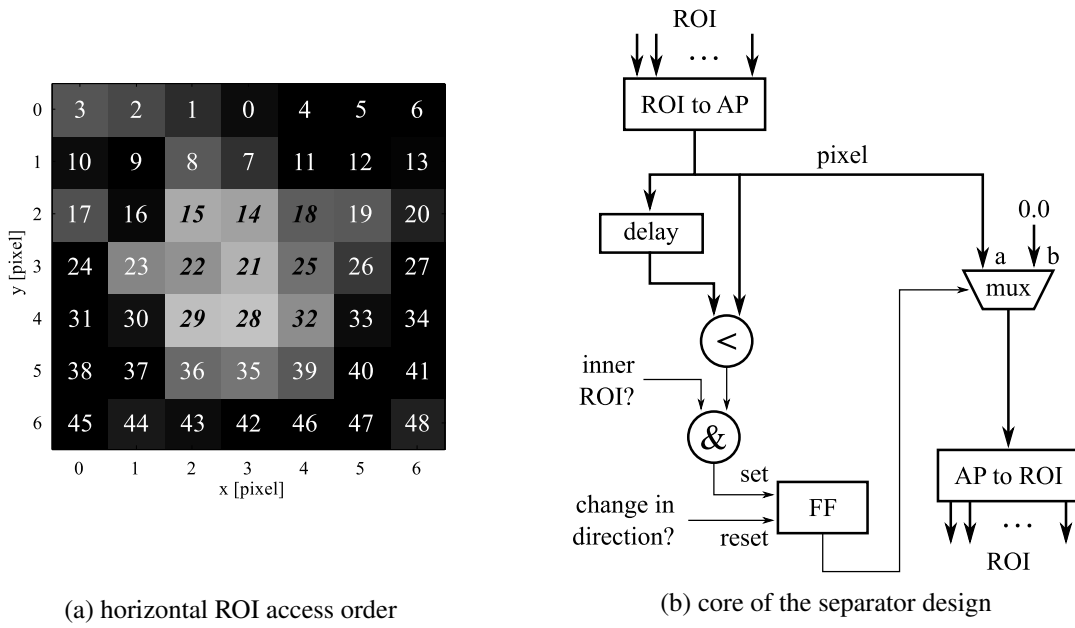 0 3 2 1 0 4 5 6
1 10 9 8 7 11 12 13
2 17 16 15 14 18 19 20
3 24 23 22 21 25 26 27
4 31 30 29 28 32 33 34
5 38 37 36 35 39 40 41
6 45 44 43 42 46 47 48
0 1 2 3 4 5 6
x [pixel]
y [pixel]
(a) horizontal ROI access order
ROI
...
ROI to AP
pixel
delay
0.0
a b
mux
<
inner
ROI?
&
set
change in
direction?
reset
FF
AP to ROI
...
ROI
(b) core of the separator design